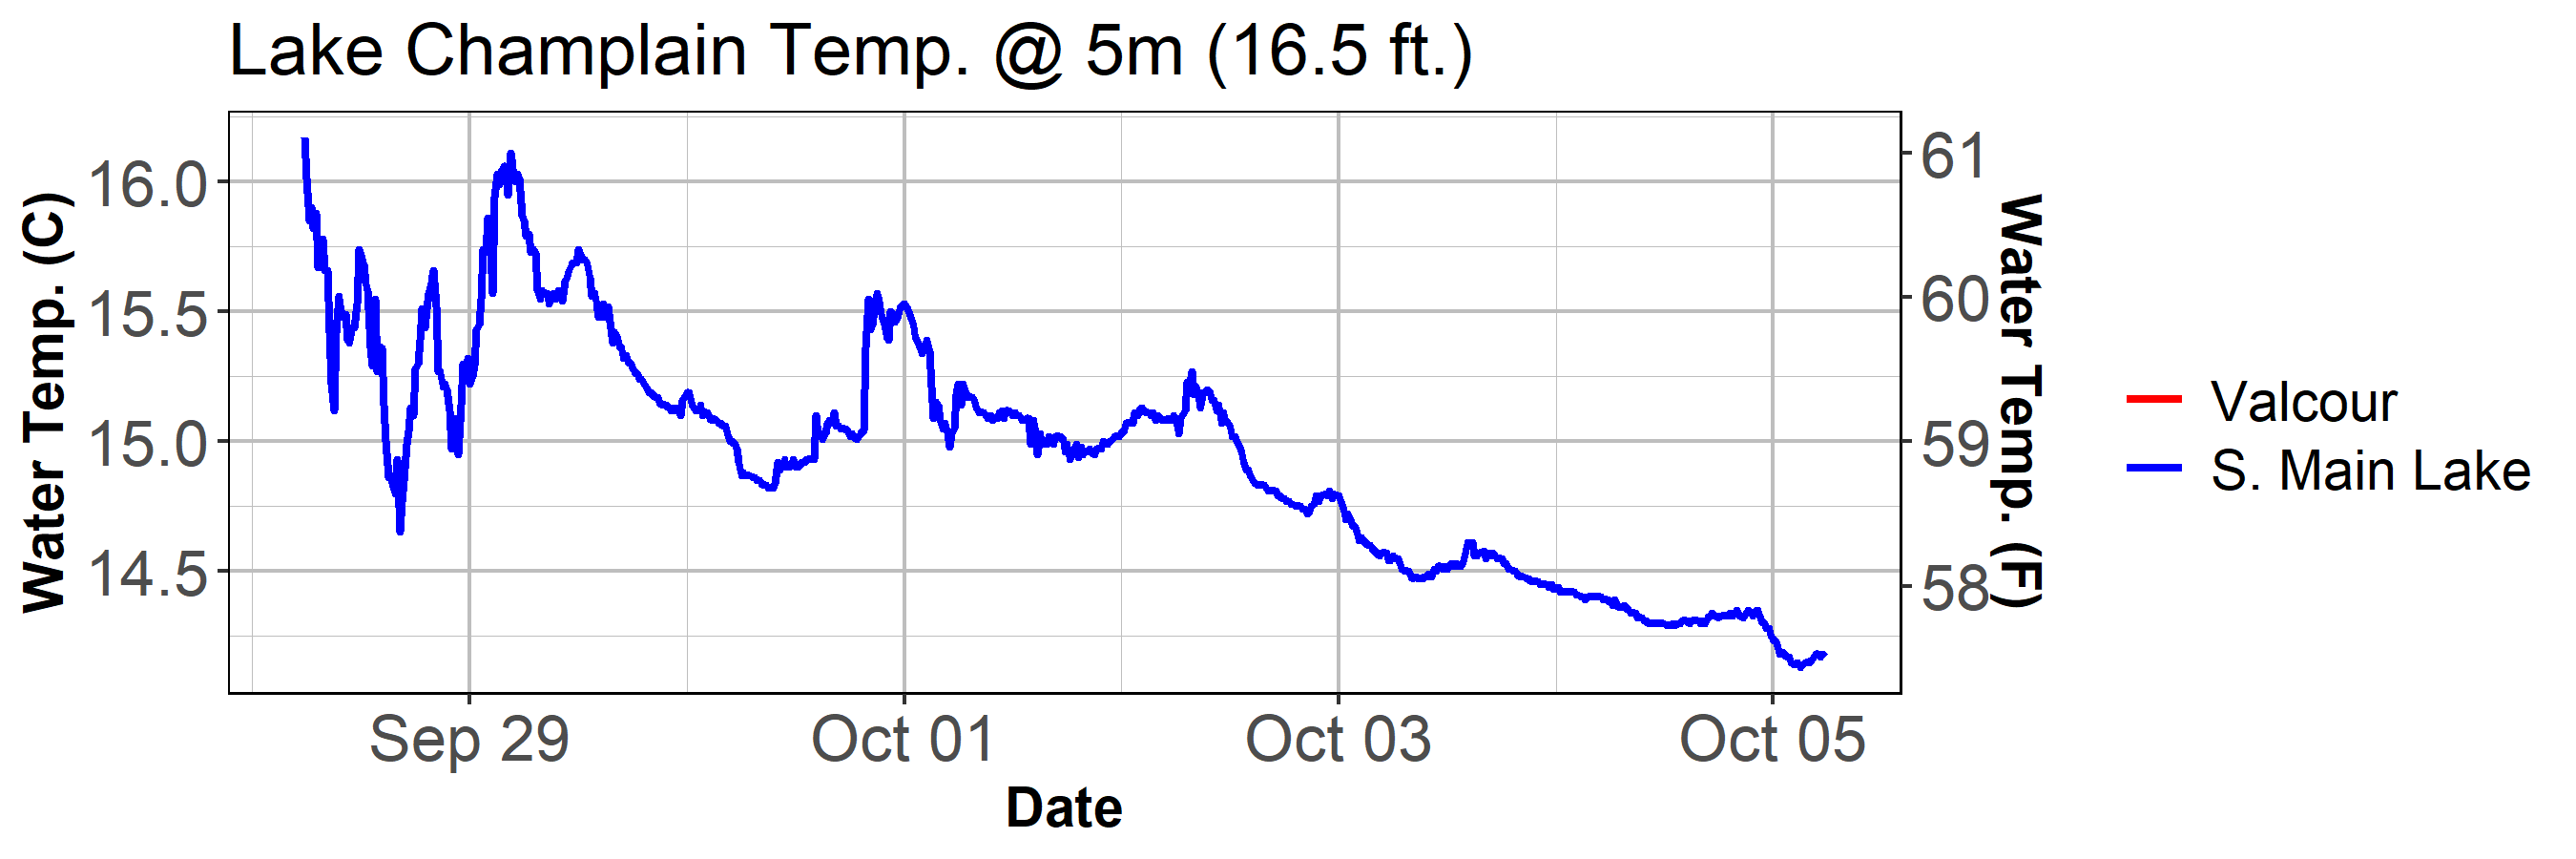 Lake Champlain Temp. @ 5m (16.5 ft.)
Water Temp. (C)
16.0
15.5
15.0
14.5
61
60
59
58
Water Temp. (F)
Sep 29
Oct 01
Oct 03
Oct 05
Date
Valcour
S. Main Lake